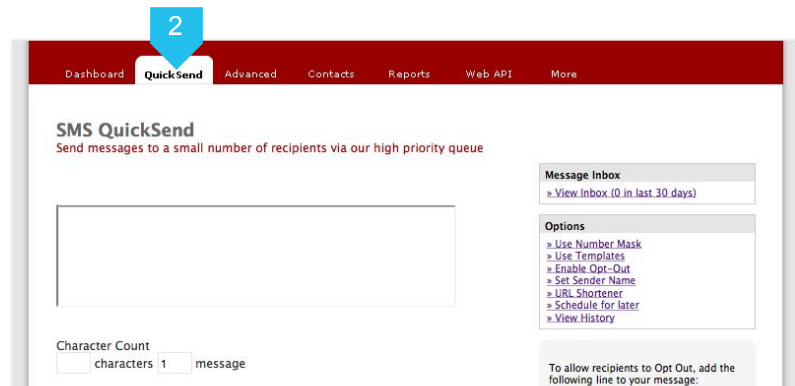 2
Dashboard QuickSend Advanced Contacts Reports Web API More
SMS QuickSend
Send messages to a small number of recipients via our high priority queue
Message Inbox
» View Inbox (0 in last 30 days)
Options
» Use Number Mask
» Use Templates
» Enable Opt-Out
» Set Sender Name
» URL Shortener
» Schedule for later
» View History
Character Count
characters 1 message
To allow recipients to Opt Out, add the
following line to your message: